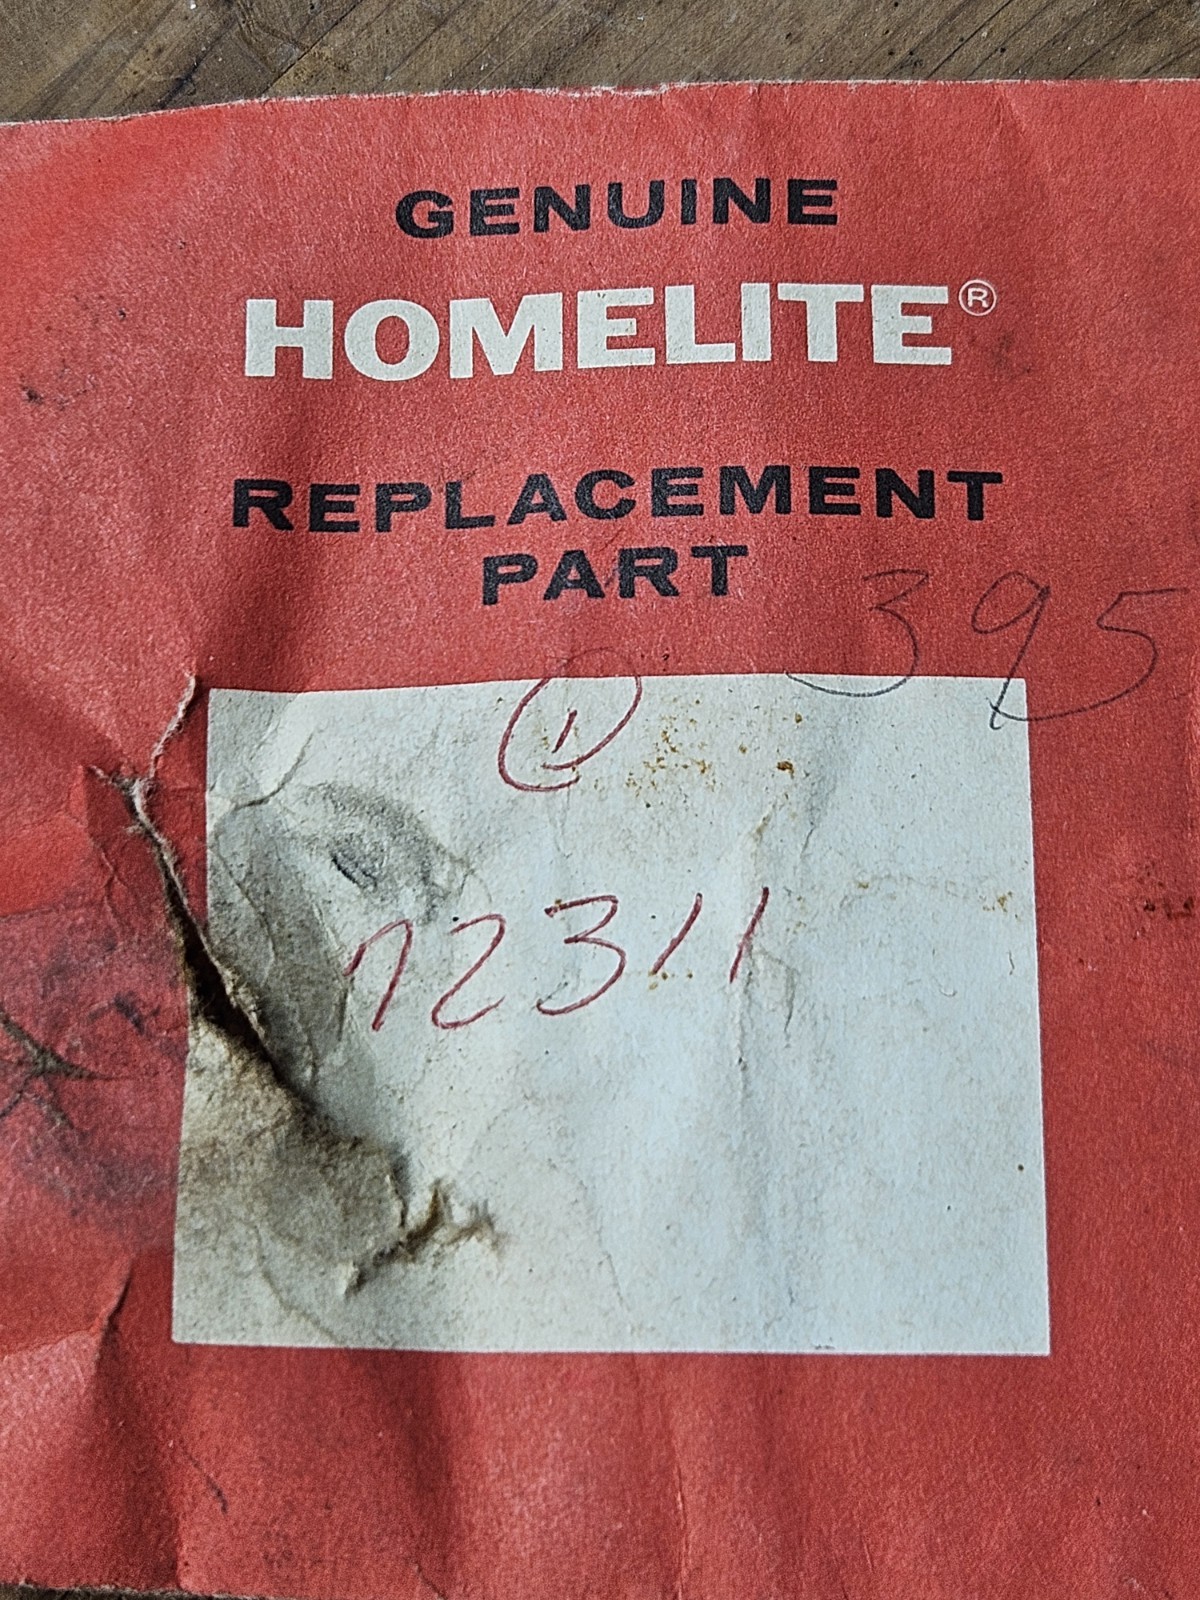 GENUINE
HOMELITE®
REPLACEMENT
PART
395
1
72311